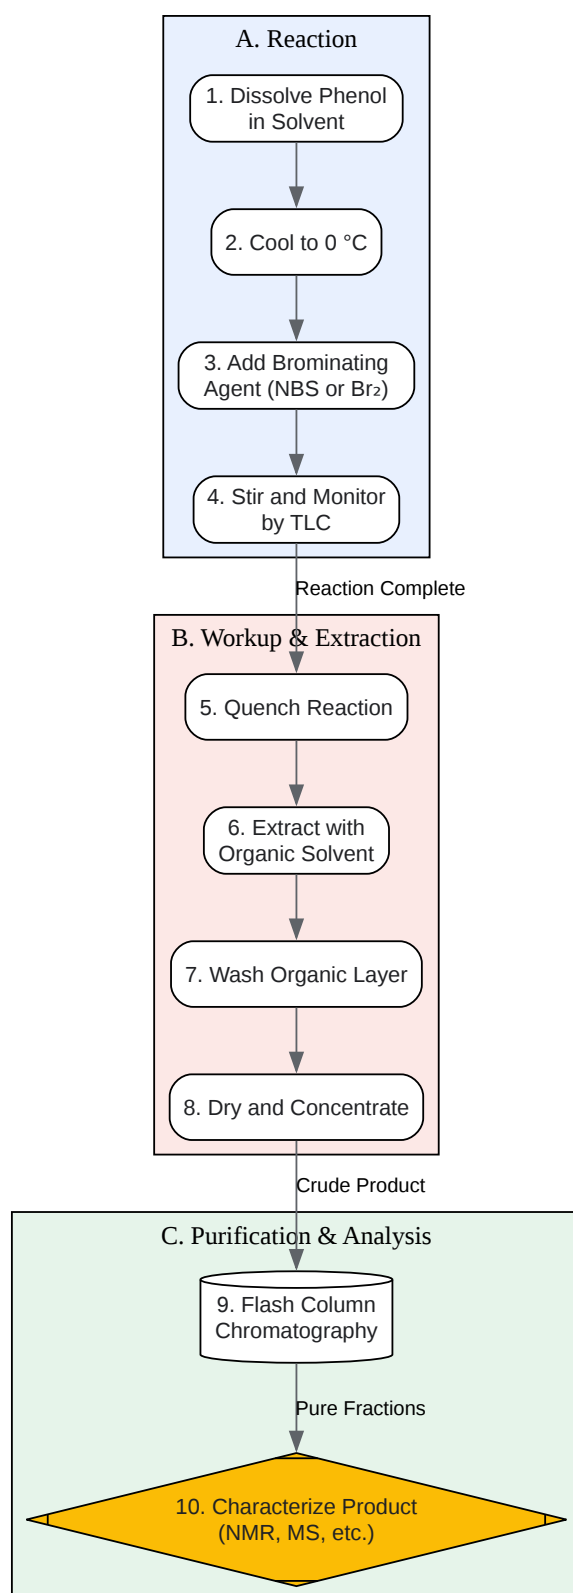 A. Reaction
1. Dissolve Phenol
in Solvent
2. Cool to 0 °C
3. Add Brominating
Agent (NBS or Br₂)
4. Stir and Monitor
by TLC
Reaction Complete
B. Workup & Extraction
5. Quench Reaction
6. Extract with
Organic Solvent
7. Wash Organic Layer
8. Dry and Concentrate
Crude Product
C. Purification & Analysis
9. Flash Column
Chromatography
Pure Fractions
10. Characterize Product
(NMR, MS, etc.)